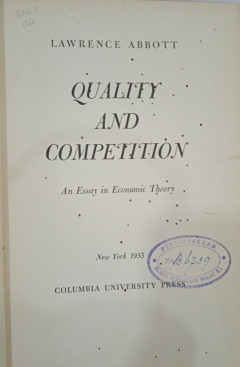 LAWRENCE ABBOTT
QUALITY
AND
COMPETITION
An Essay in Economic Theory
New York 1955
COLUMBIA UNIVERSITY PRESS